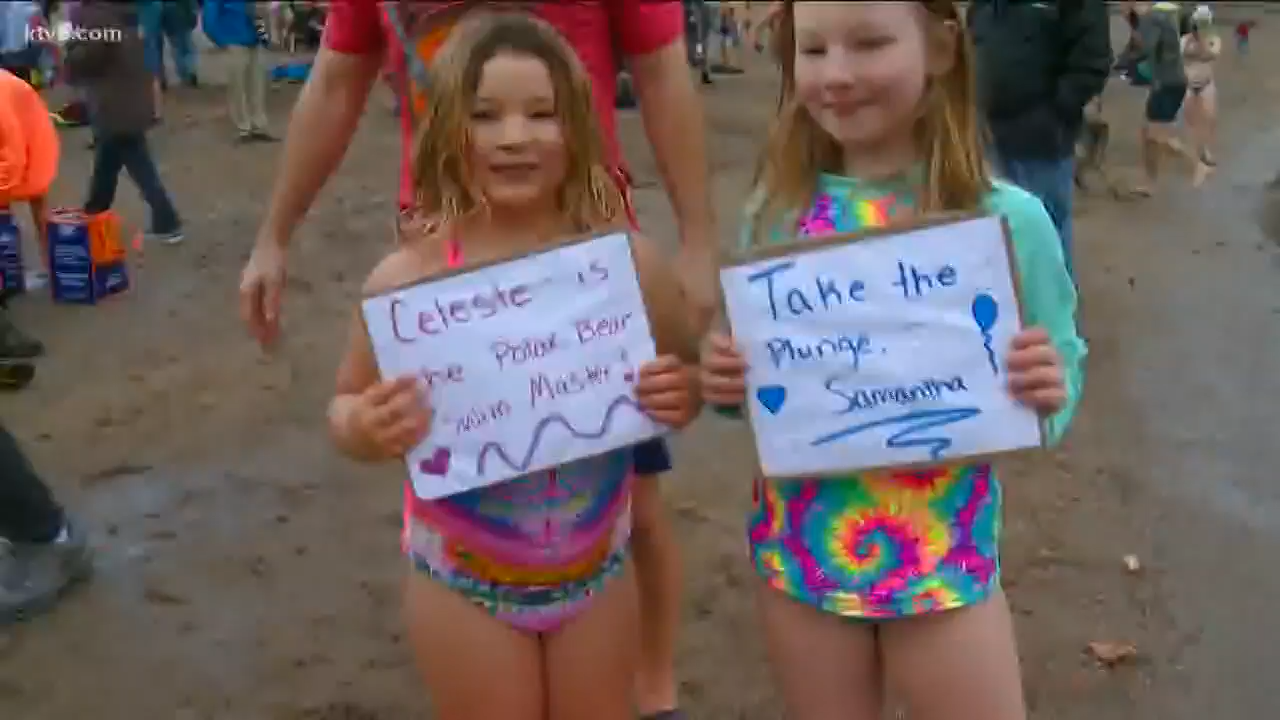 ktvb.com
Celeste is
the Polar Bear
Swim Master!
Take the
Plunge.
Samantha